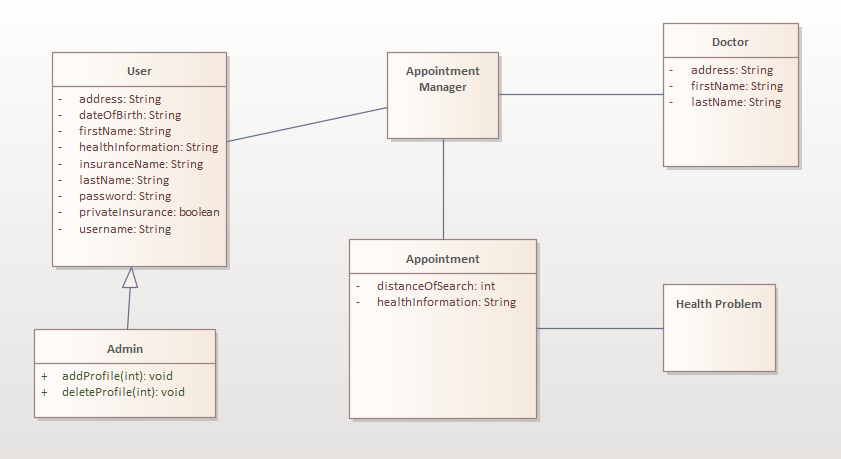 User
- address: String
- dateOfBirth: String
- firstName: String
- healthInformation: String
- insuranceName: String
- lastName: String
- password: String
- privateInsurance: boolean
- username: String
Appointment
Manager
Doctor
- address: String
- firstName: String
- lastName: String
Appointment
- distanceOfSearch: int
- healthInformation: String
Health Problem
Admin
+ addProfile(int): void
+ deleteProfile(int): void